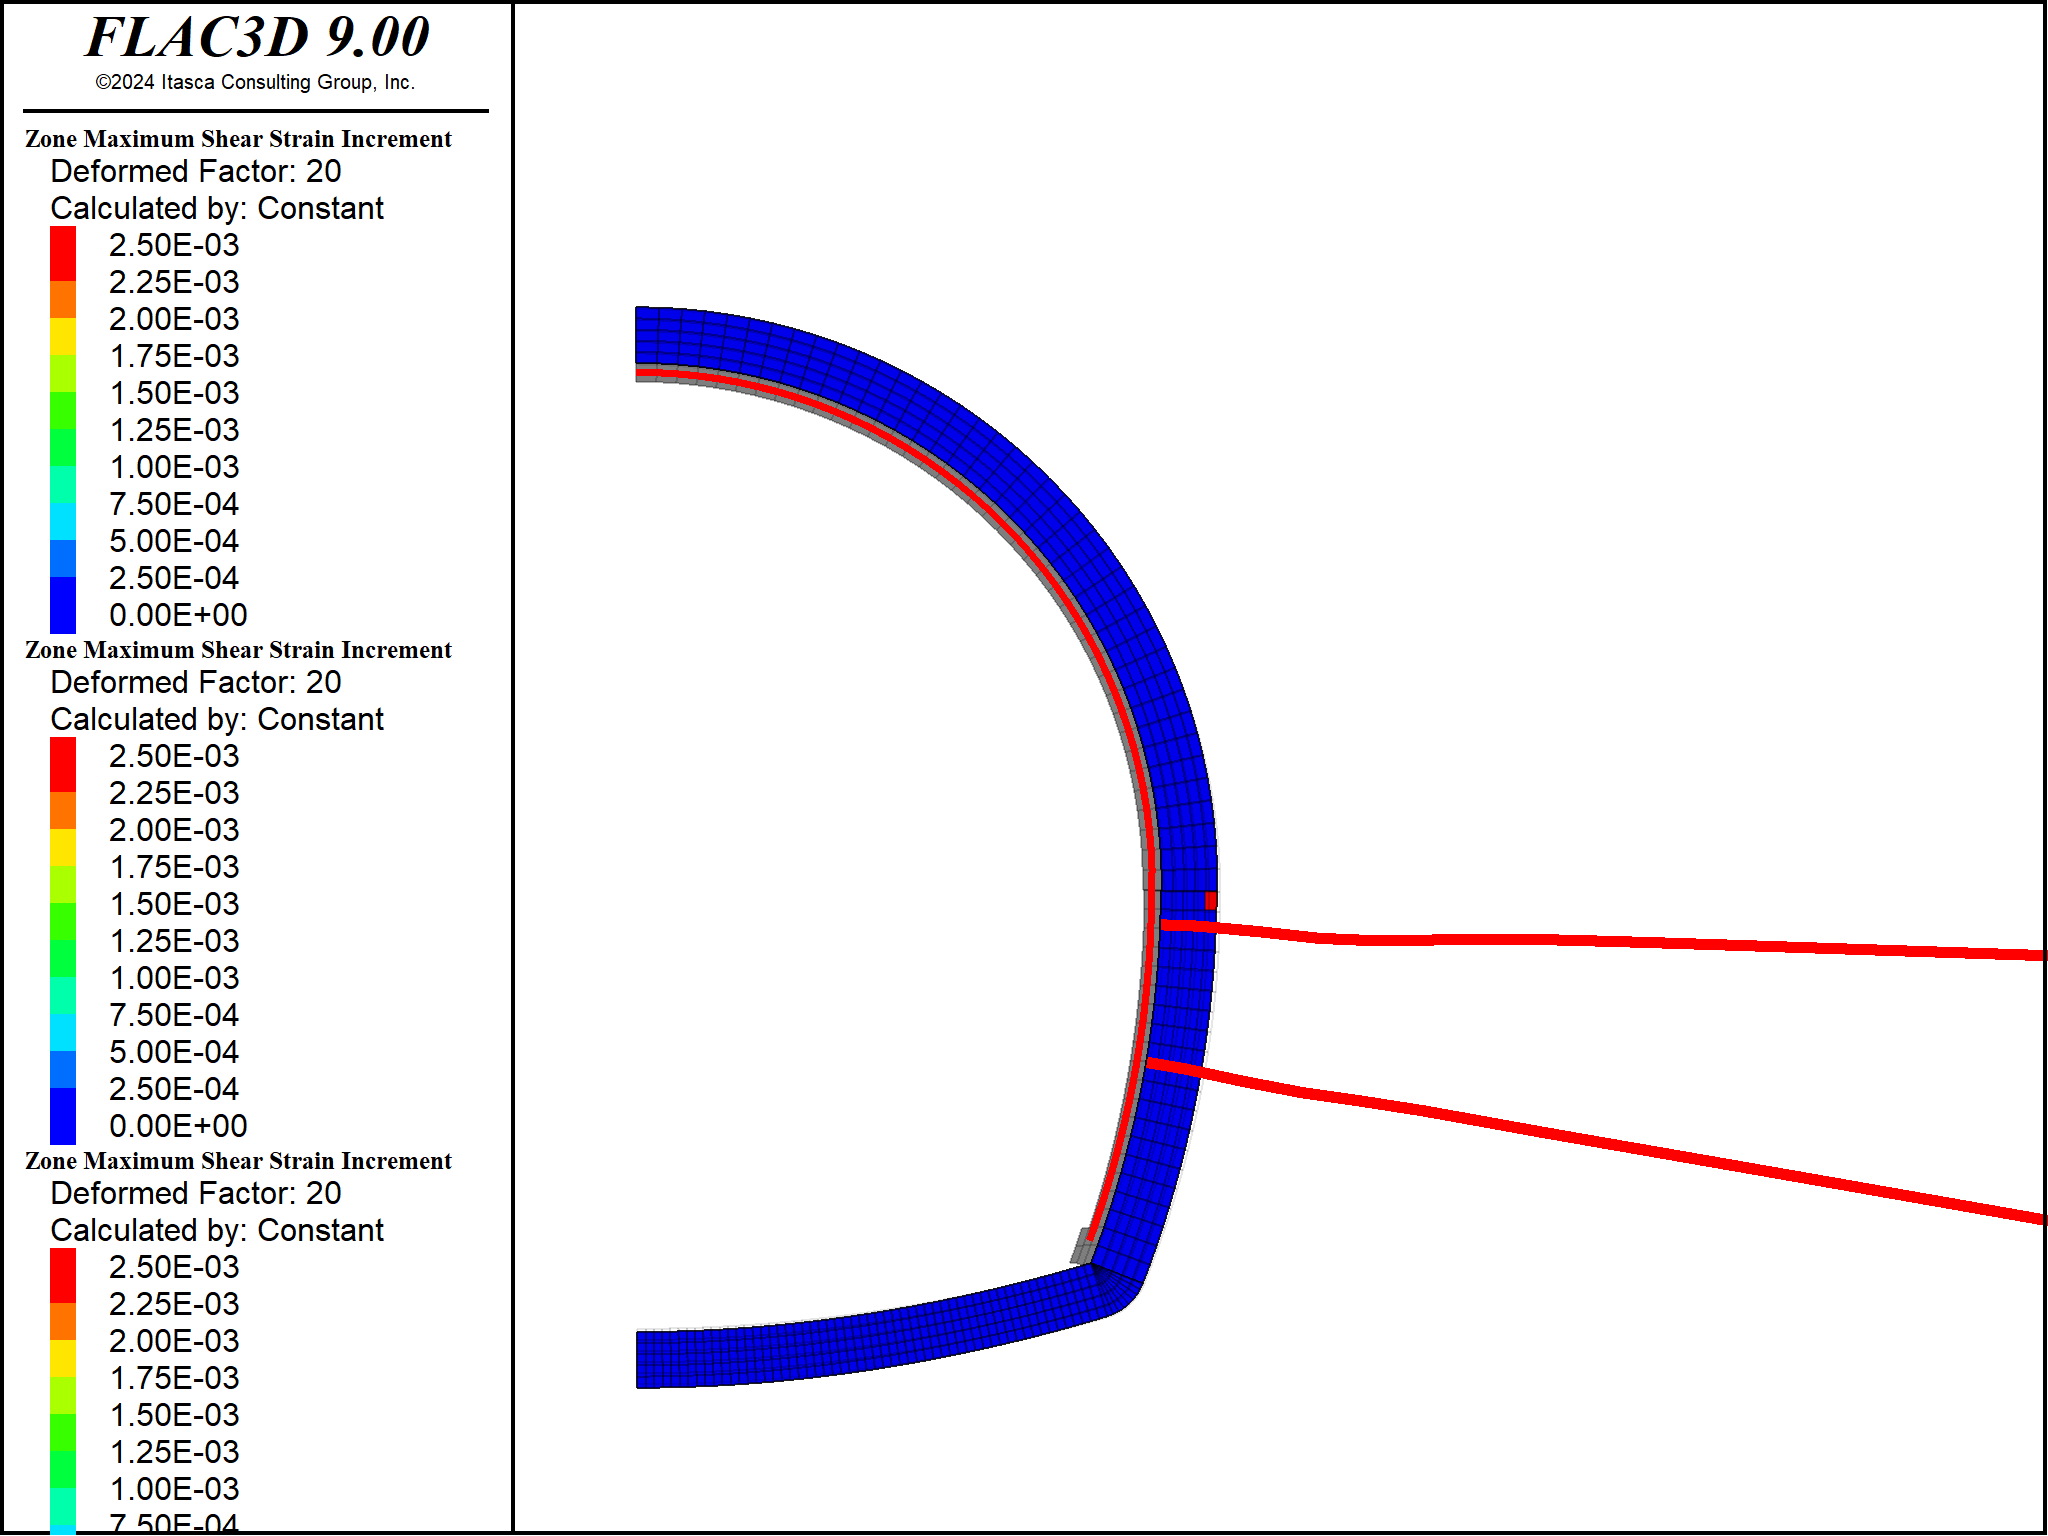 FLAC3D 9.00
©2024 Itasca Consulting Group, Inc.
Zone Maximum Shear Strain Increment
Deformed Factor: 20
Calculated by: Constant
2.50E-03
2.25E-03
2.00E-03
1.75E-03
1.50E-03
1.25E-03
1.00E-03
7.50E-04
5.00E-04
2.50E-04
0.00E+00
Zone Maximum Shear Strain Increment
Deformed Factor: 20
Calculated by: Constant
2.50E-03
2.25E-03
2.00E-03
1.75E-03
1.50E-03
1.25E-03
1.00E-03
7.50E-04
5.00E-04
2.50E-04
0.00E+00
Zone Maximum Shear Strain Increment
Deformed Factor: 20
Calculated by: Constant
2.50E-03
2.25E-03
2.00E-03
1.75E-03
1.50E-03
1.25E-03
1.00E-03
7.50E-04